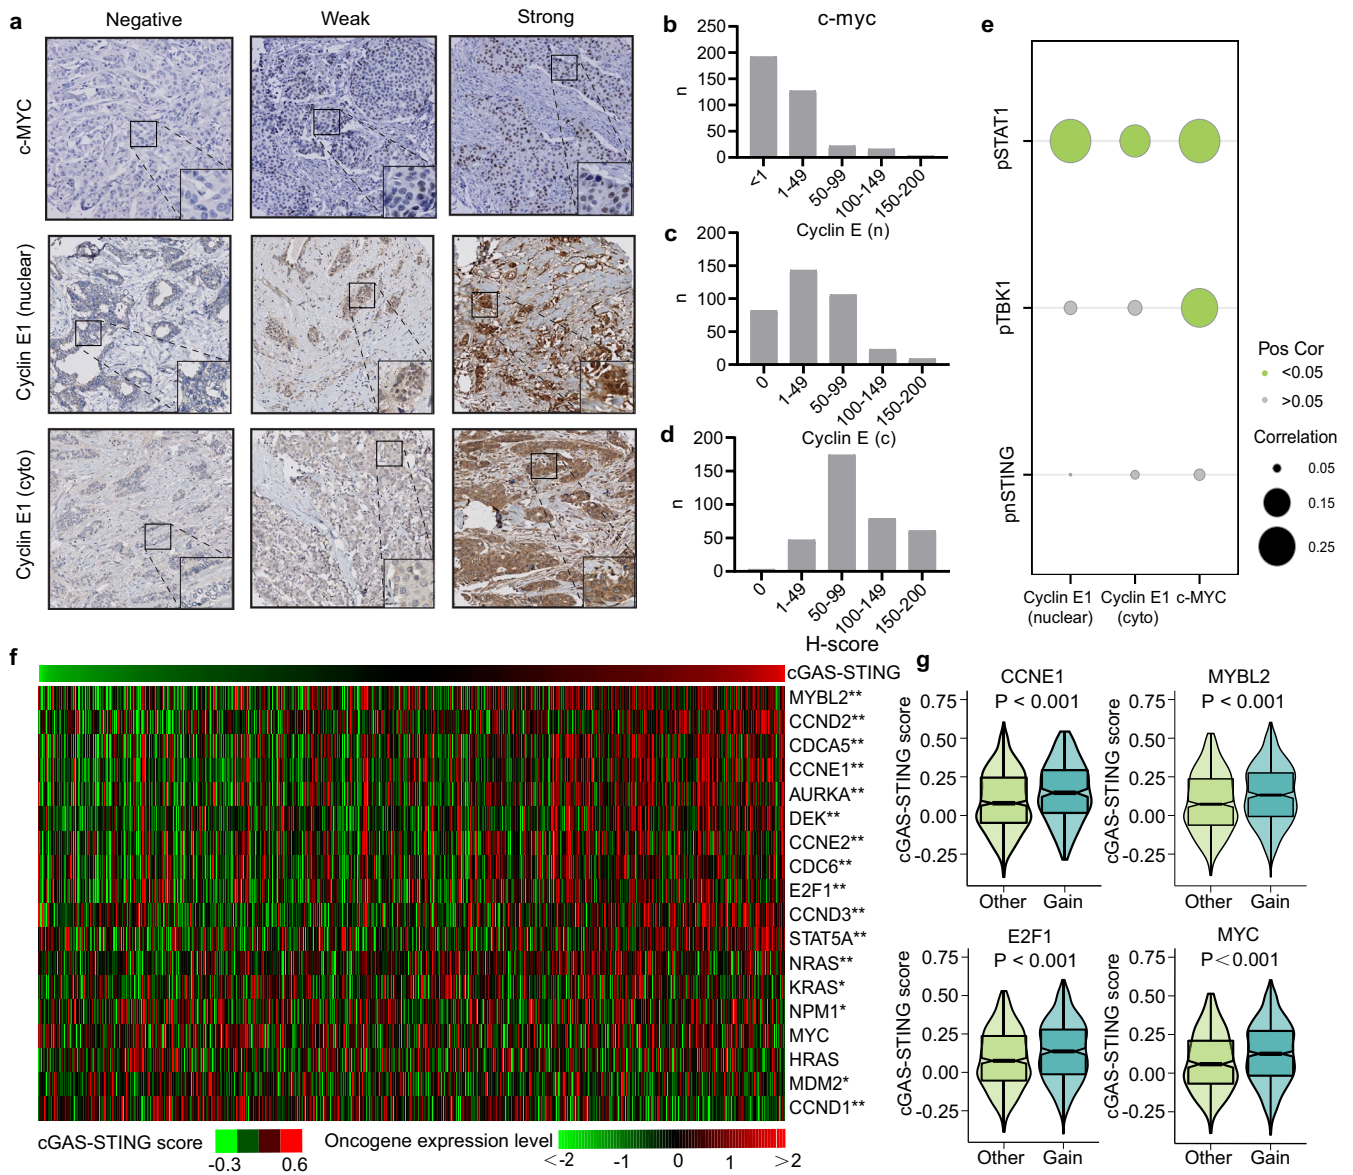 a
Negative
Weak
Strong
c-MYC
Cyclin E1 (nuclear)
Cyclin E1 (cyto)
b
c-myc
n
250
200
150
100
50
0
<1
1-49
50-99
100-149
150-200
c
Cyclin E (n)
n
200
150
100
50
0
0
1-49
50-99
100-149
150-200
d
Cyclin E (c)
n
200
150
100
50
0
0
1-49
50-99
100-149
150-200
H-score
e
pSTAT1
pTBK1
pnSTING
Cyclin E1
(nuclear)
Cyclin E1
(cyto)
c-MYC
Pos Cor
<0.05
>0.05
Correlation
0.05
0.15
0.25
f
cGAS-STING
MYBL2**
CCND2**
CDCA5**
CCNE1**
AURKA**
DEK**
CCNE2**
CDC6**
E2F1**
CCND3**
STAT5A**
NRAS**
KRAS*
NPM1*
MYC
HRAS
MDM2*
CCND1**
cGAS-STING score
-0.3
0.6
Oncogene expression level
<-2
-1
0
1
>2
g
CCNE1
P < 0.001
cGAS-STING score
0.75
0.50
0.25
0.00
-0.25
Other
Gain
MYBL2
P < 0.001
cGAS-STING score
0.75
0.50
0.25
0.00
-0.25
Other
Gain
E2F1
P < 0.001
cGAS-STING score
0.75
0.50
0.25
0.00
-0.25
Other
Gain
MYC
P<0.001
cGAS-STING score
0.75
0.50
0.25
0.00
-0.25
Other
Gain